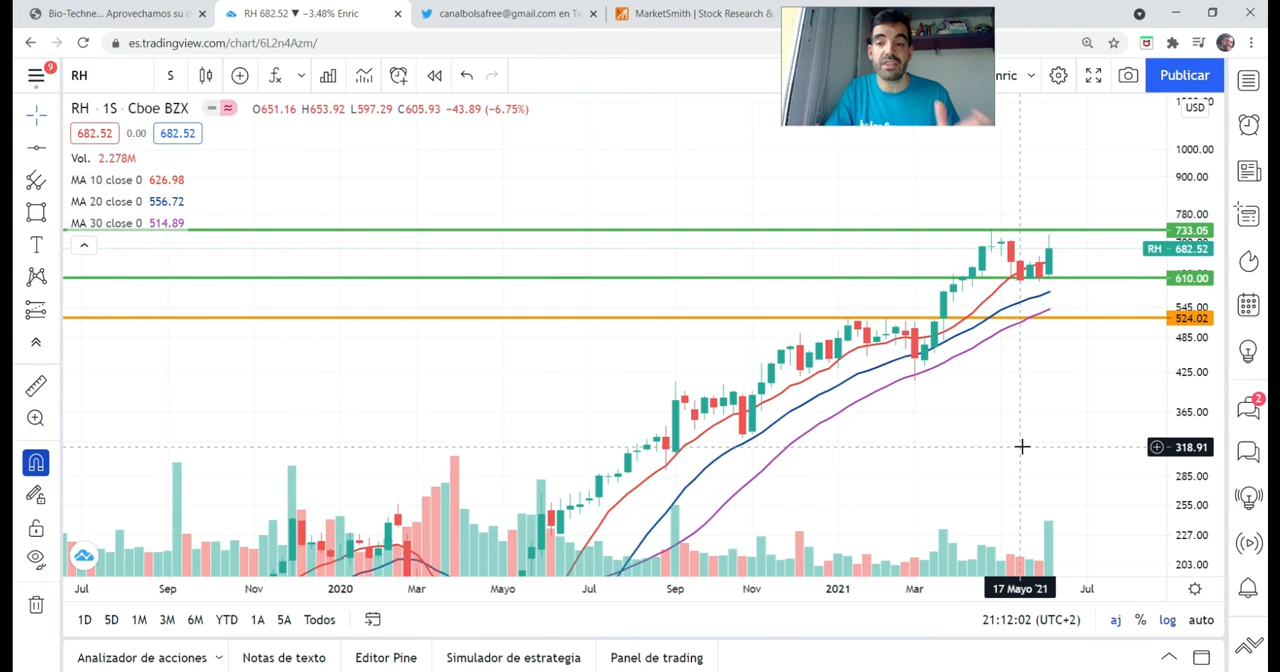 Bio-Techne... Aprovechamos su c
RH 682.52 ▼ −3.48% Enric
canalbolsafree@gmail.com en Tw
MarketSmith | Stock Research &
es.tradingview.com/chart/6L2n4Azm/
9
RH
S
nric
Publicar
RH · 1S · Cboe BZX
O651.16 H653.92 L597.29 C605.93 −43.89 (−6.75%)
USD
682.52 0.00 682.52
Vol. 2.278M
MA 10 close 0 626.98
MA 20 close 0 556.72
MA 30 close 0 514.89
1000.00
900.00
780.00
733.05
RH 682.52
610.00
545.00
524.02
485.00
425.00
365.00
318.91
285.00
255.00
227.00
203.00
2
Jul Sep Nov 2020 Mar Mayo Jul Sep Nov 2021 Mar 17 Mayo '21 Jul
1D 5D 1M 3M 6M YTD 1A 5A Todos
21:12:02 (UTC+2) aj % log auto
Analizador de acciones Notas de texto Editor Pine Simulador de estrategia Panel de trading